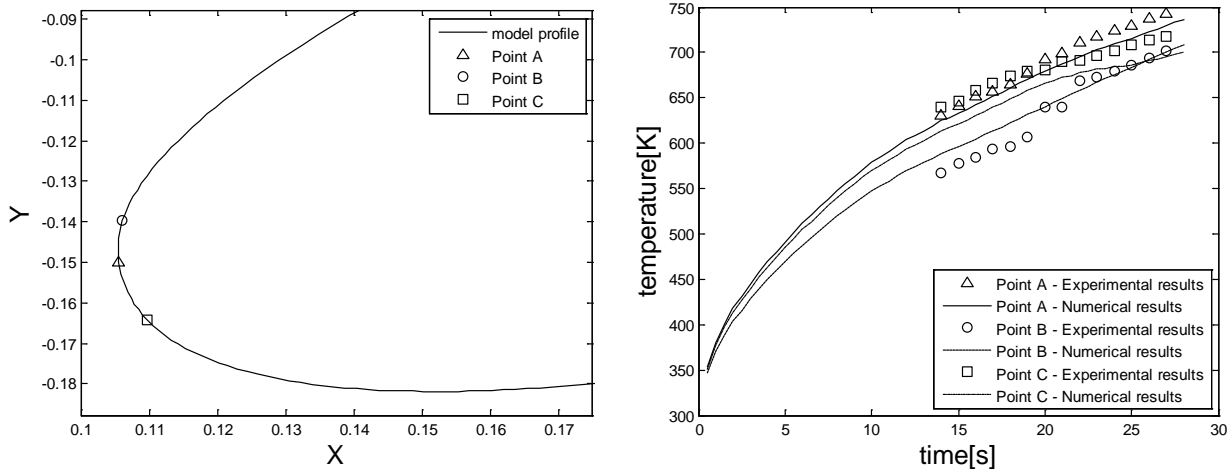 -0.09
-0.1
-0.11
-0.12
-0.13
-0.14
-0.15
-0.16
-0.17
-0.18
Y
0.1 0.11 0.12 0.13 0.14 0.15 0.16 0.17
X
model profile
Point A
Point B
Point C
750
700
650
600
550
500
450
400
350
300
temperature[K]
0 5 10 15 20 25 30
time[s]
Point A - Experimental results
Point A - Numerical results
Point B - Experimental results
Point B - Numerical results
Point C - Experimental results
Point C - Numerical results